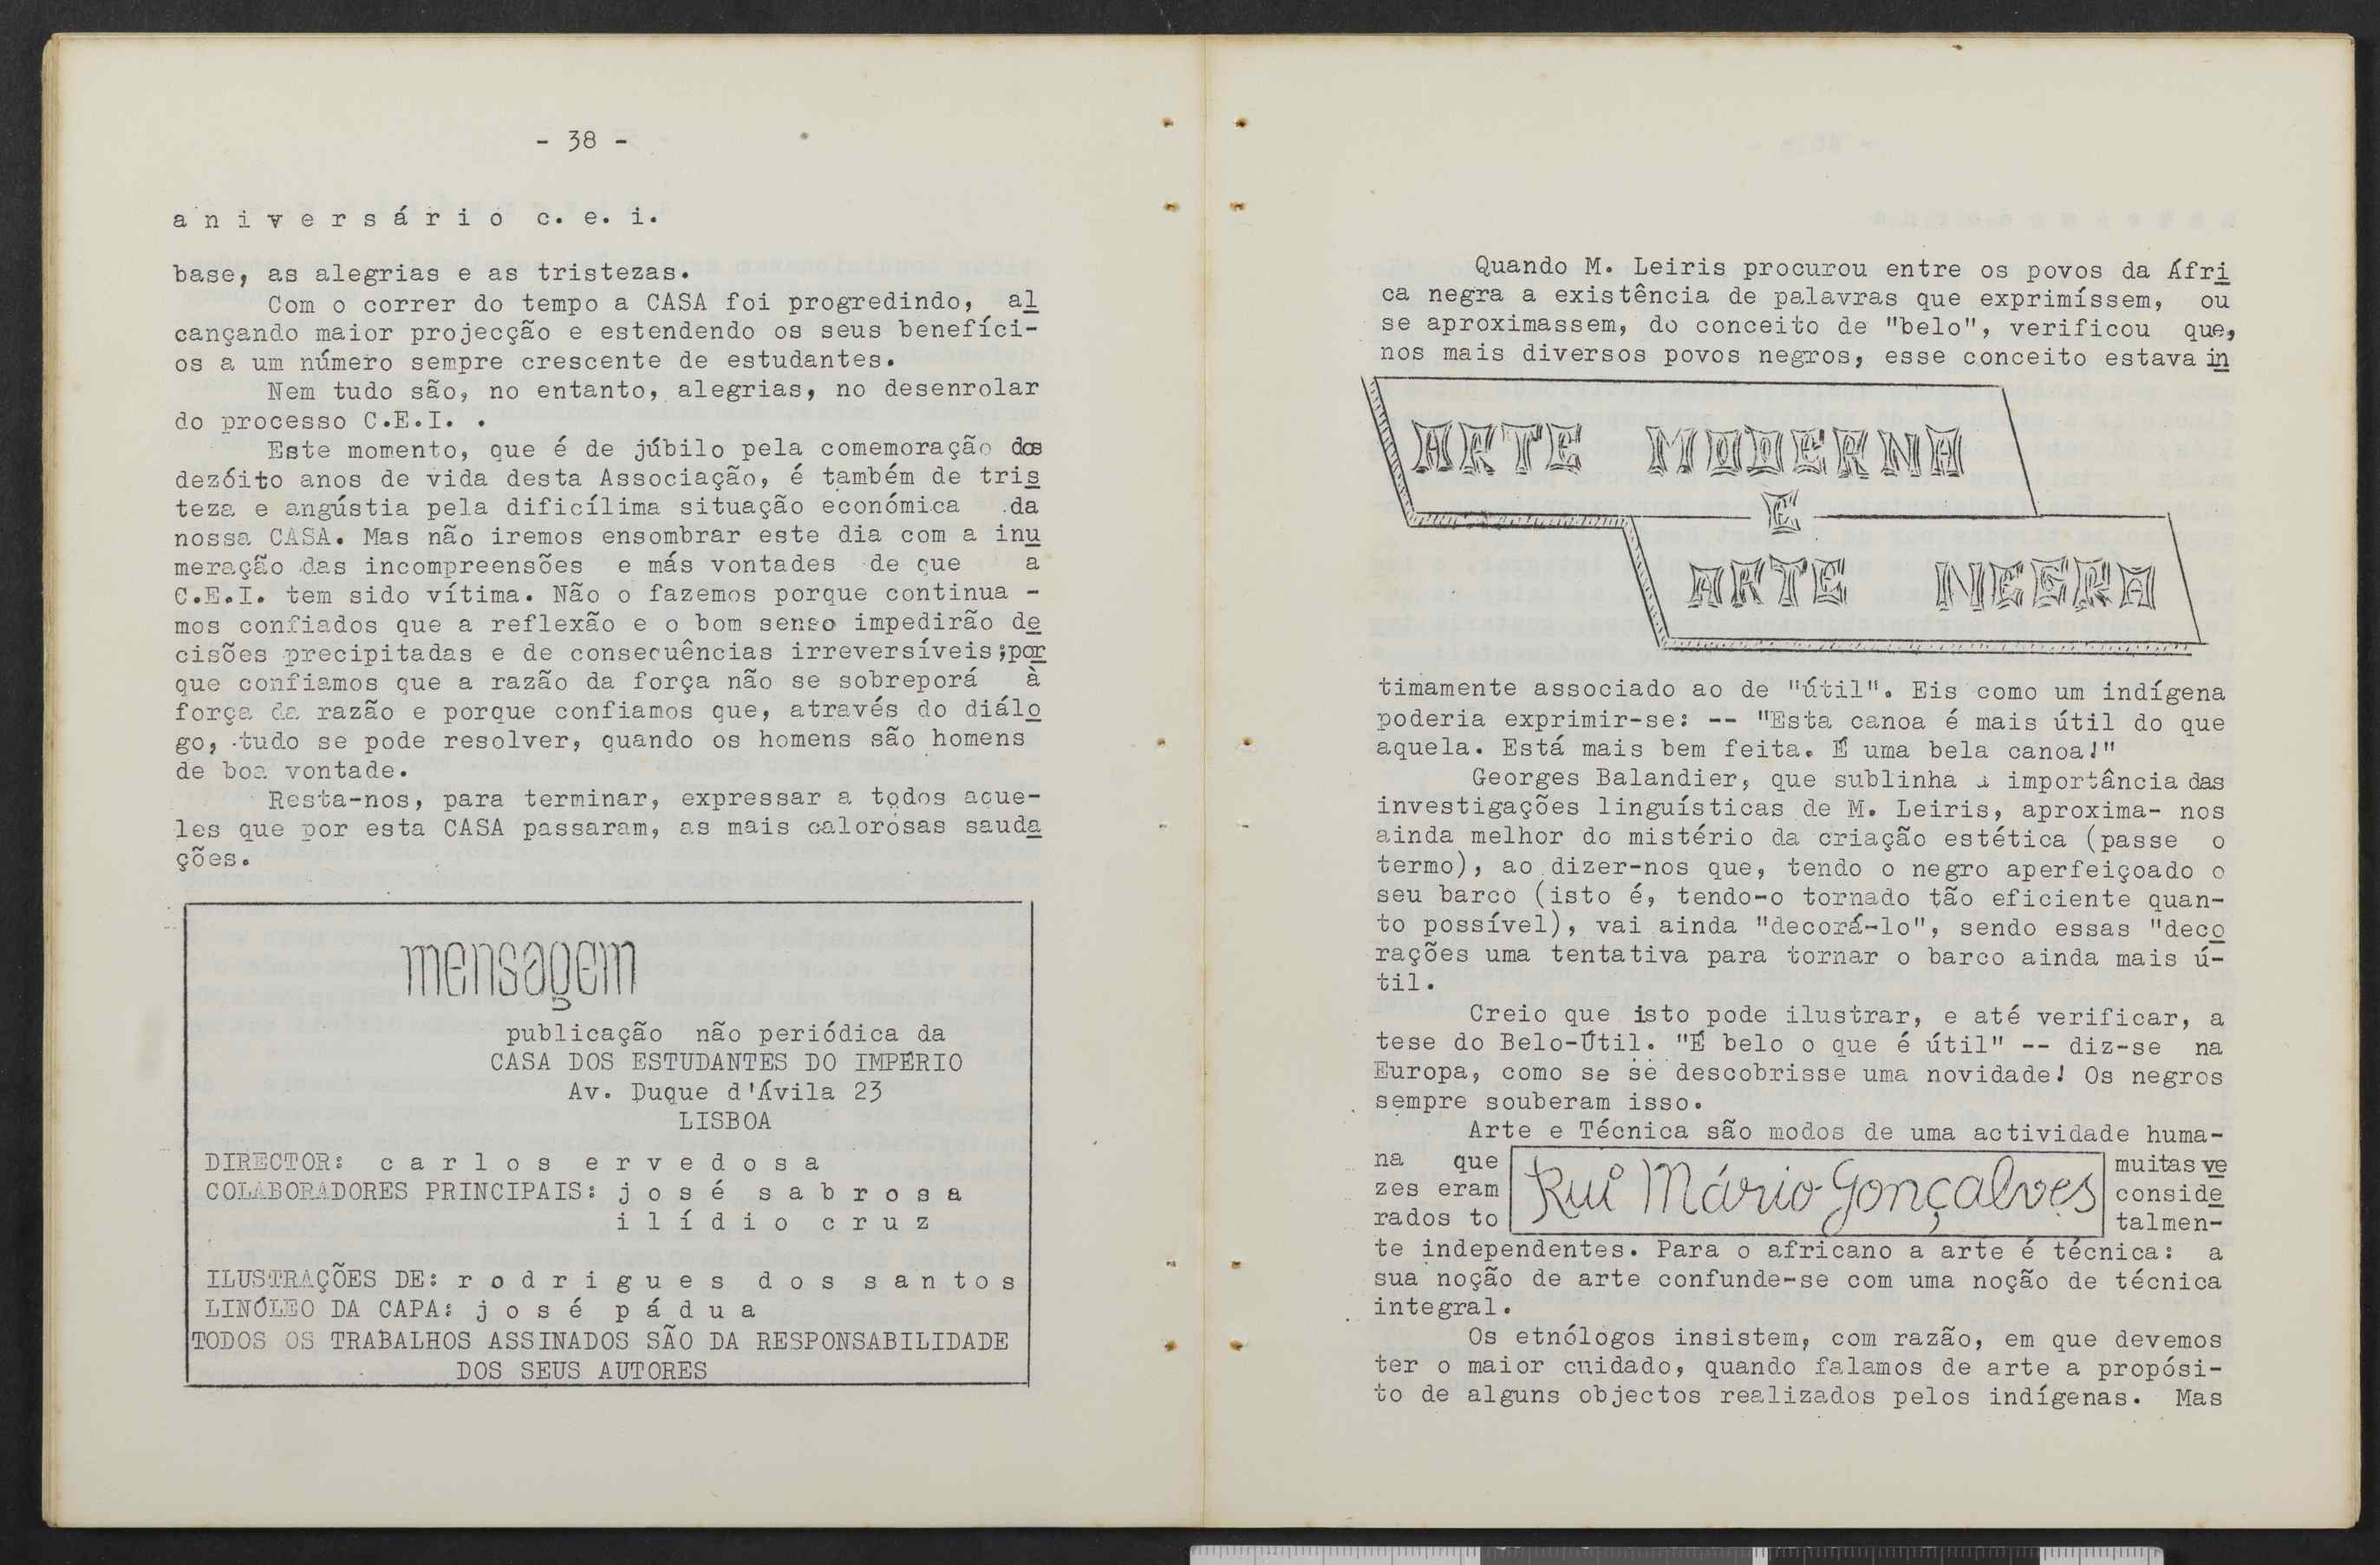 - 38 -
aniversário c. e. i.
base, as alegrias e as tristezas.
Com o correr do tempo a CASA foi progredindo, al
cançando maior projecção e estendendo os seus benefíci-
os a um número sempre crescente de estudantes.
Nem tudo são, no entanto, alegrias, no desenrolar
do processo C.E.I. .
Este momento, que é de júbilo pela comemoração dos
dezóito anos de vida desta Associação, é também de tris
teza e angústia pela dificílima situação económica da
nossa CASA. Mas não iremos ensombrar este dia com a inu
meração das incompreensões e más vontades de que a
C.E.I. tem sido vítima. Não o fazemos porque continua -
mos confiados que a reflexão e o bom senso impedirão de
cisões precipitadas e de consecuências irreversíveis;por
que confiamos que a razão da força não se sobreporá à
força da razão e porque confiamos que, através do diálo
go, tudo se pode resolver, quando os homens são homens
de boa vontade.
Resta-nos, para terminar, expressar a todos aque-
les que por esta CASA passaram, as mais calorosas sauda
ções.
mensagem
publicação não periódica da
CASA DOS ESTUDANTES DO IMPÉRIO
Av. Duque d'Ávila 23
LISBOA
DIRECTOR: carlos ervedosa
COLABORADORES PRINCIPAIS: josé sabrosa
ilídio cruz
ILUSTRAÇÕES DE: rodrigues dos santos
LINÓLEO DA CAPA: josé pádua
TODOS OS TRABALHOS ASSINADOS SÃO DA RESPONSABILIDADE
DOS SEUS AUTORES
Quando M. Leiris procurou entre os povos da Áfri
ca negra a existência de palavras que exprimíssem, ou
se aproximassem, do conceito de "belo", verificou que,
nos mais diversos povos negros, esse conceito estava in
ARTE MODERNA
E
ARTE NEGRA
timamente associado ao de "útil". Eis como um indígena
poderia exprimir-se: -- "Esta canoa é mais útil do que
aquela. Está mais bem feita. É uma bela canoa!"
Georges Balandier, que sublinha a importância das
investigações linguísticas de M. Leiris, aproxima- nos
ainda melhor do mistério da criação estética (passe o
termo), ao dizer-nos que, tendo o negro aperfeiçoado o
seu barco (isto é, tendo-o tornado tão eficiente quan-
to possível), vai ainda "decorá-lo", sendo essas "deco
rações uma tentativa para tornar o barco ainda mais ú-
til.
Creio que isto pode ilustrar, e até verificar, a
tese do Belo-Útil. "É belo o que é útil" -- diz-se na
Europa, como se se descobrisse uma novidade! Os negros
sempre souberam isso.
Arte e Técnica são modos de uma actividade huma-
na que muitas ve
zes eram conside
rados to talmen-
Rui Mário Gonçalves
te independentes. Para o africano a arte é técnica: a
sua noção de arte confunde-se com uma noção de técnica
integral.
Os etnólogos insistem, com razão, em que devemos
ter o maior cuidado, quando falamos de arte a propósi-
to de alguns objectos realizados pelos indígenas. Mas